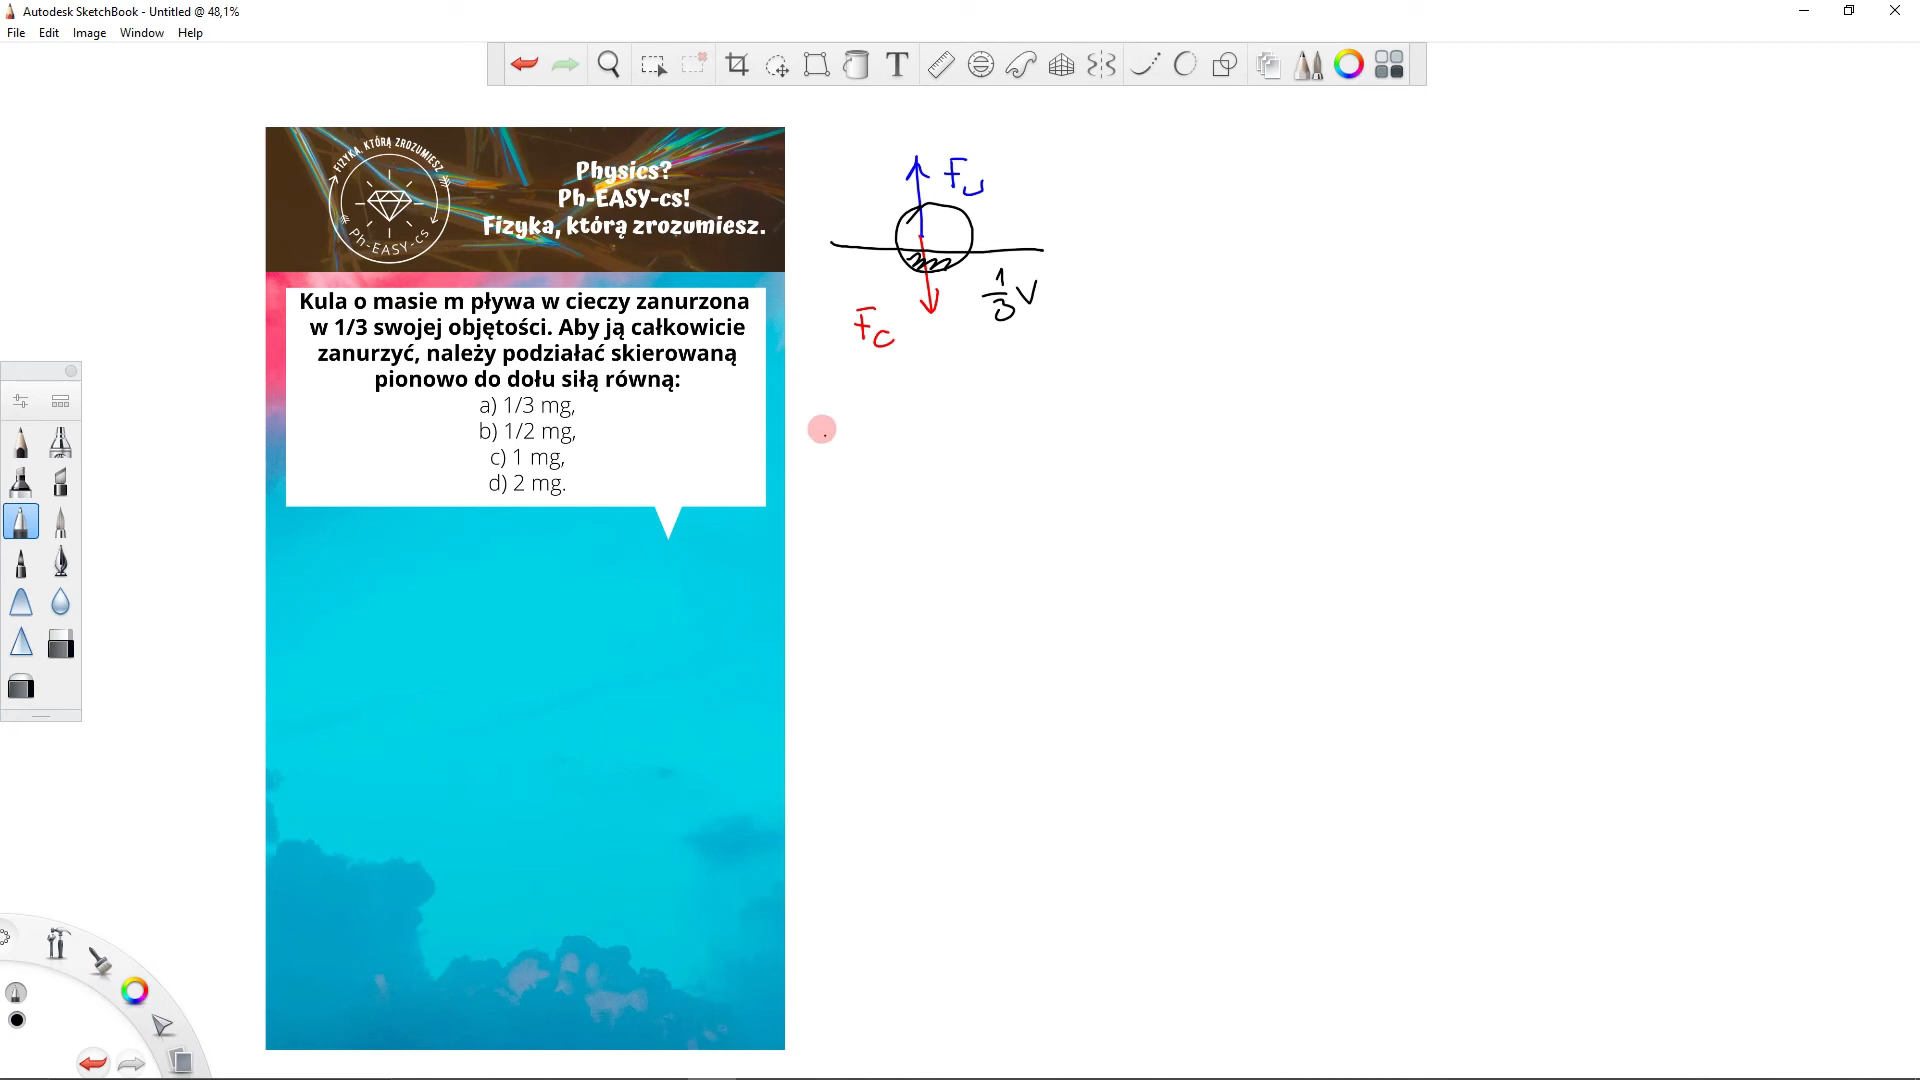 Autodesk SketchBook - Untitled @ 48,1%
File Edit Image Window Help
T
FIZYKA, KTÓRĄ ZROZUMIESZ
Ph-EASY-cs
Physics?
Ph-EASY-cs!
Fizyka, którą zrozumiesz.
Kula o masie m pływa w cieczy zanurzona
w 1/3 swojej objętości. Aby ją całkowicie
zanurzyć, należy podziałać skierowaną
pionowo do dołu siłą równą:
a) 1/3 mg,
b) 1/2 mg,
c) 1 mg,
d) 2 mg.
Fu
1/3 V
Fc